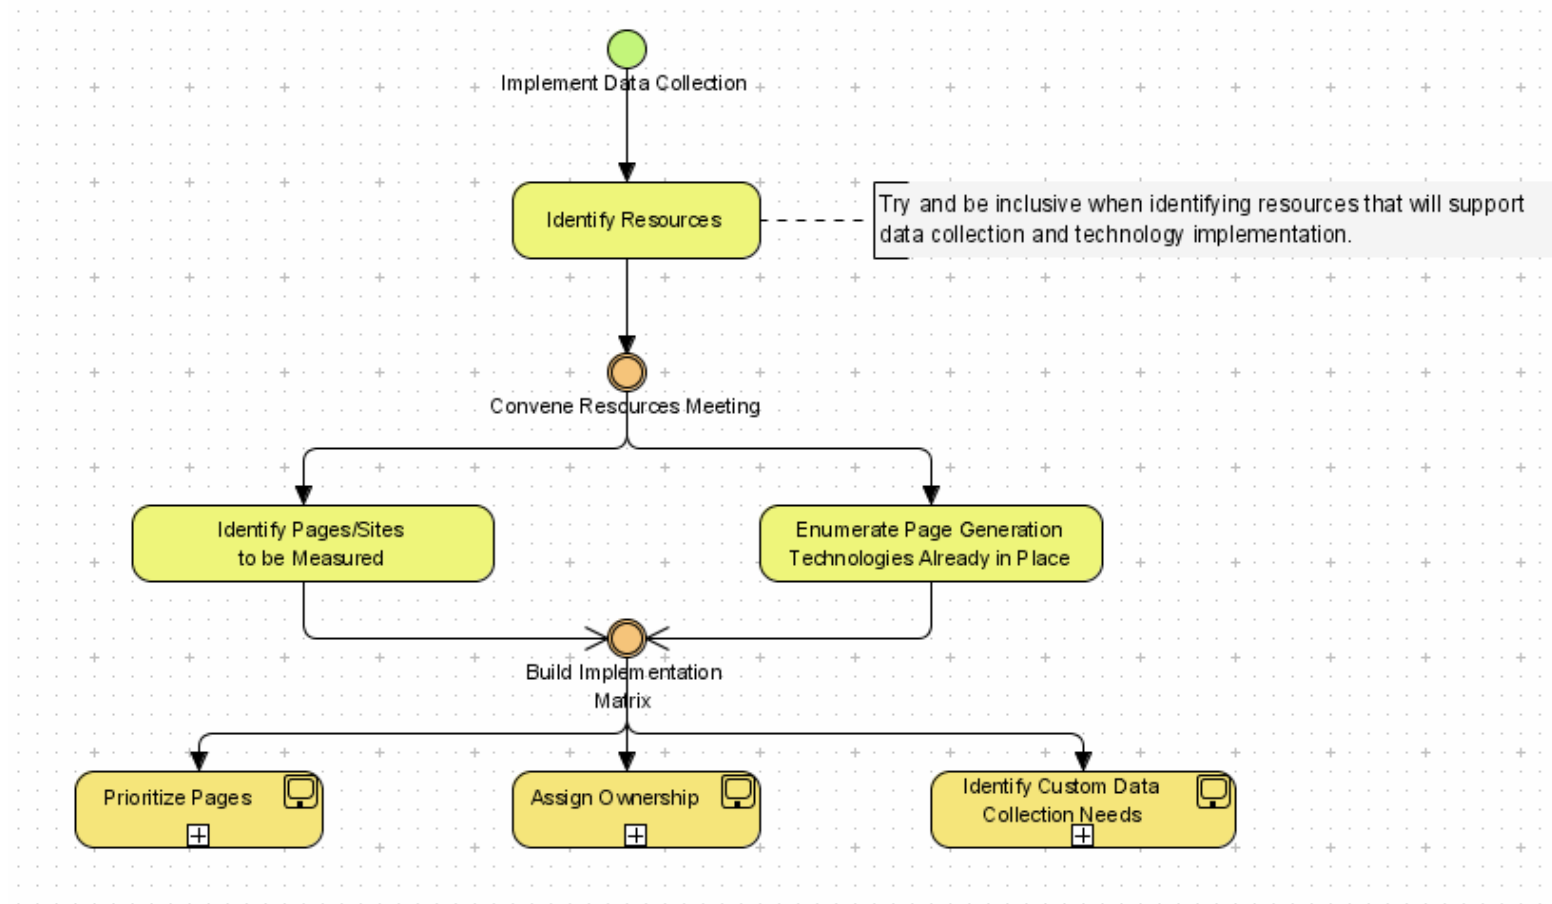 Implement Data Collection
Identify Resources
Try and be inclusive when identifying resources that will support
data collection and technology implementation.
Convene Resources Meeting
Identify Pages/Sites
to be Measured
Enumerate Page Generation
Technologies Already in Place
Build Implementation
Matrix
Prioritize Pages
Assign Ownership
Identify Custom Data
Collection Needs